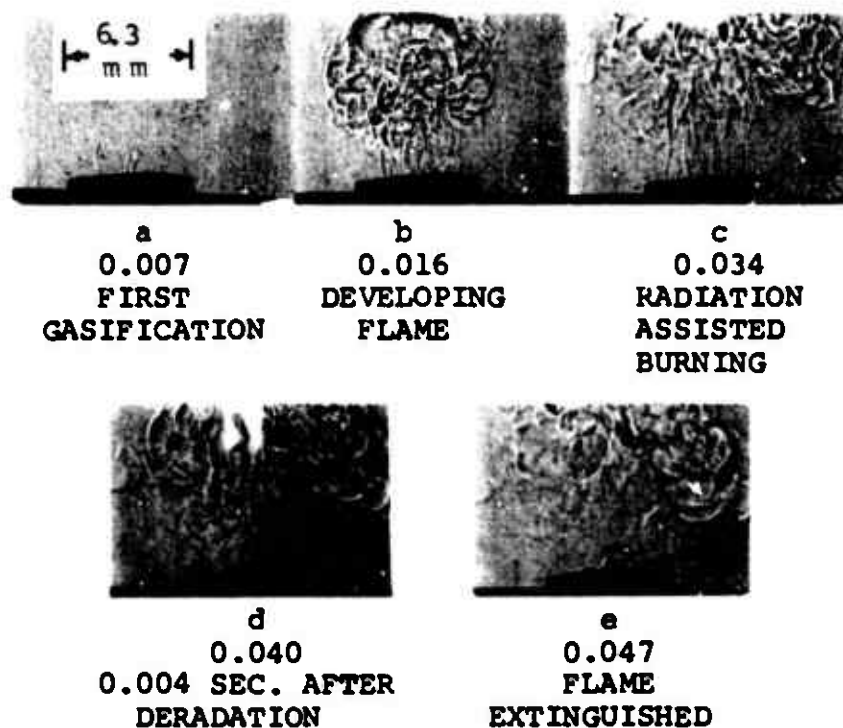 6.3
mm
a
0.007
FIRST
GASIFICATION
b
0.016
DEVELOPING
FLAME
c
0.034
RADIATION
ASSISTED
BURNING
d
0.040
0.004 SEC. AFTER
DERADATION
e
0.047
FLAME
EXTINGUISHED